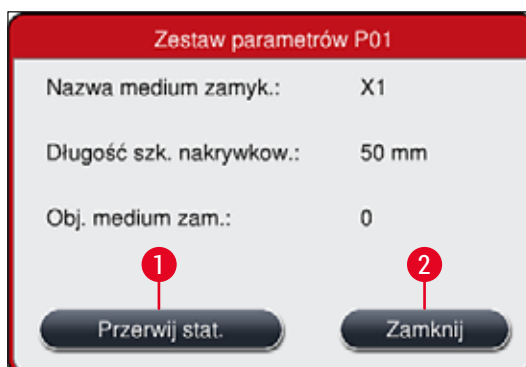 Zestaw parametrów P01
Nazwa medium zamyk.: X1
Długość szk. nakrywkow.: 50 mm
Obj. medium zam.: 0
1 2
Przerwij stat. Zamknij